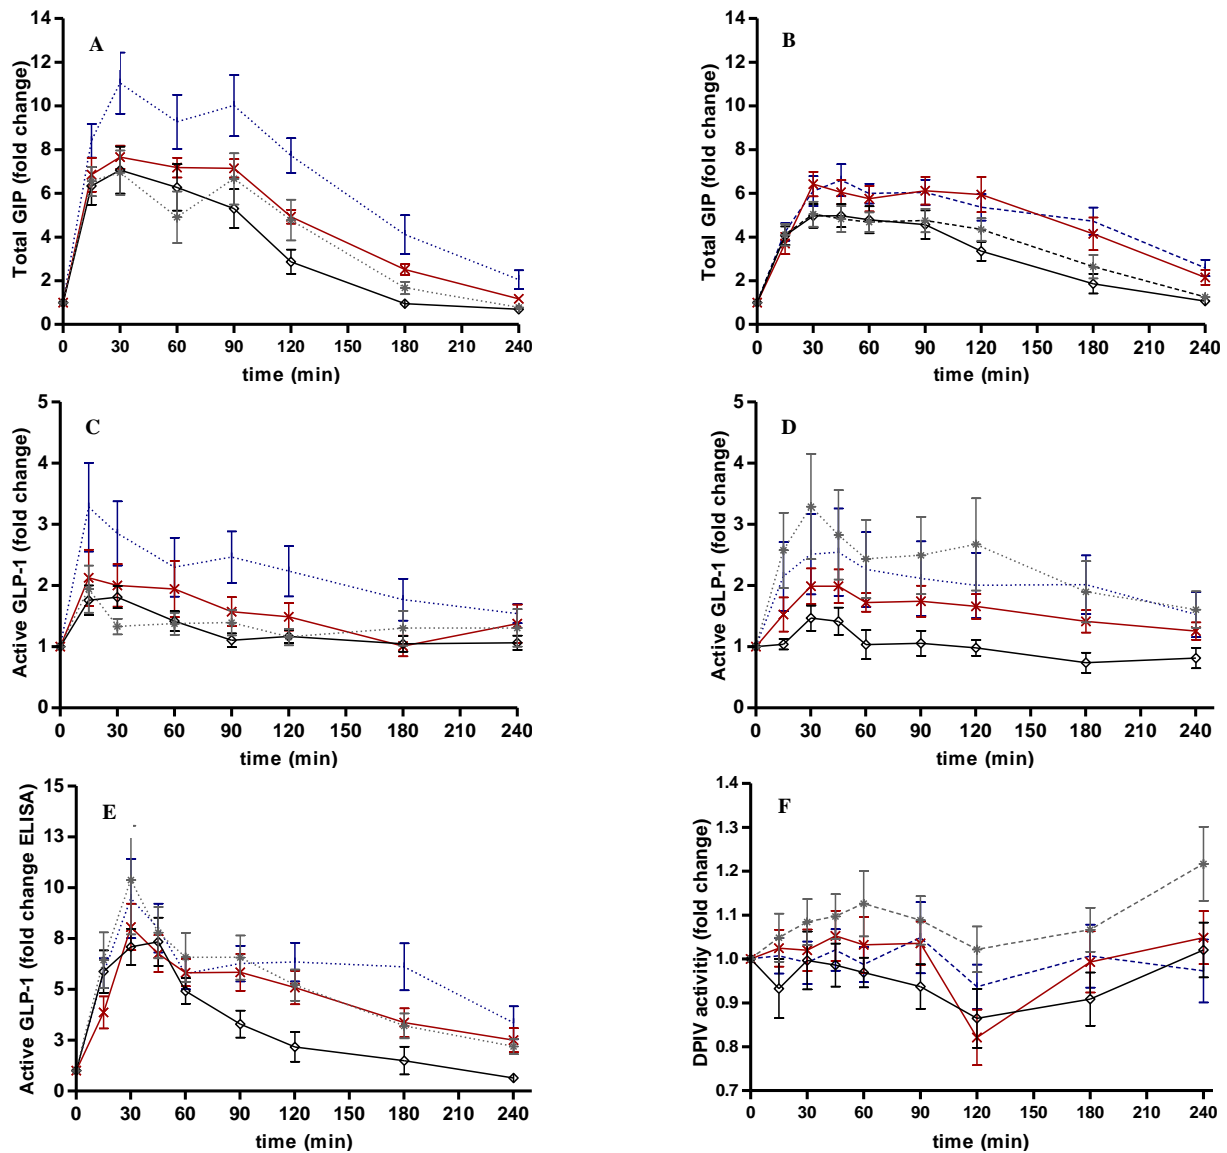 A
Total GIP (fold change)
14
12
10
8
6
4
2
0
0 30 60 90 120 150 180 210 240
time (min)
B
Total GIP (fold change)
14
12
10
8
6
4
2
0
0 30 60 90 120 150 180 210 240
time (min)
C
Active GLP-1 (fold change)
5
4
3
2
1
0
0 30 60 90 120 150 180 210 240
time (min)
D
Active GLP-1 (fold change)
5
4
3
2
1
0
0 30 60 90 120 150 180 210 240
time (min)
E
Active GLP-1 (fold change ELISA)
15
13
10
8
5
3
0
0 30 60 90 120 150 180 210 240
time (min)
F
DPIV activitiy (fold change)
1.4
1.3
1.2
1.1
1.0
0.9
0.8
0.7
0 30 60 90 120 150 180 210 240
time (min)